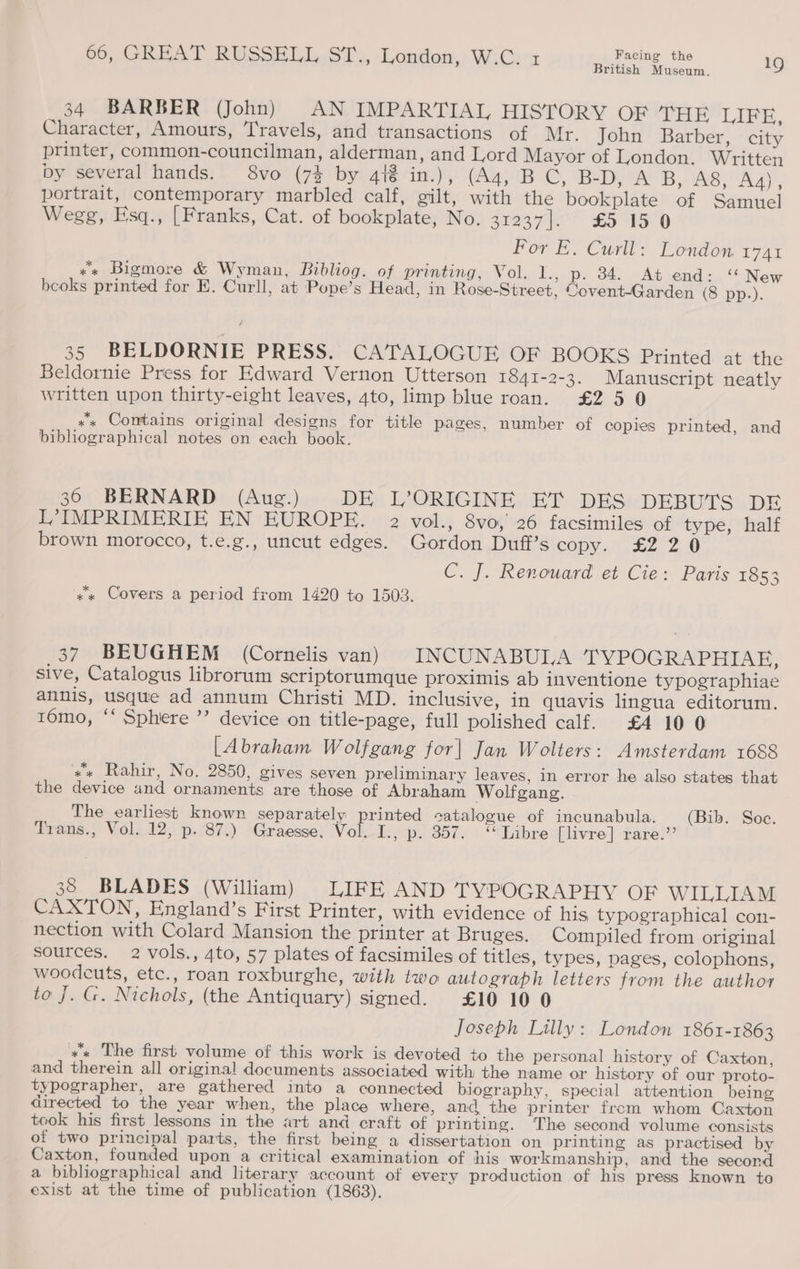 66, GREAT RUSSELL ST., London, W.C. 1 Facing the British Museum. 19
34 BARBER (John) AN IMPARTIAL HISTORY OF THE LIFE,
Character, Amours, Travels, and transactions of Mr. John Barber, city
printer, common-councilman, alderman, and Lord Mayor of London. Written
by several hands. 8vo (7¾ by 4⅞ in.), (A4, B C, B-D, A B, A8, A4),
portrait, contemporary marbled calf, gilt, with the bookplate of Samuel
Wegg, Esq., [Franks, Cat. of bookplate, No. 31237]. £5 15 0
For E. Curll: London 1741
*** Bigmore & Wyman, Bibliog. of printing, Vol. I., p. 34. At end: “ New
bcoks printed for E. Curll, at Pope’s Head, in Rose-Street, Covent-Garden (8 pp.).
35 BELDORNIE PRESS. CATALOGUE OF BOOKS Printed at the
Beldornie Press for Edward Vernon Utterson 1841-2-3. Manuscript neatly
written upon thirty-eight leaves, 4to, limp blue roan. £2 5 0
*** Contains original designs for title pages, number of copies printed, and
bibliographical notes on each book.
36 BERNARD (Aug.) DE L’ORIGINE ET DES DEBUTS DE
L’IMPRIMERIE EN EUROPE. 2 vol., 8vo, 26 facsimiles of type, half
brown morocco, t.e.g., uncut edges. Gordon Duff’s copy. £2 2 0
C. J. Renouard et Cie: Paris 1853
*** Covers a period from 1420 to 1503.
37 BEUGHEM (Cornelis van) INCUNABULA TYPOGRAPHIAE,
sive, Catalogus librorum scriptorumque proximis ab inventione typographiae
annis, usque ad annum Christi MD. inclusive, in quavis lingua editorum.
16mo, “ Sphere ” device on title-page, full polished calf. £4 10 0
[Abraham Wolfgang for] Jan Wolters: Amsterdam 1688
*** Rahir, No. 2850, gives seven preliminary leaves, in error he also states that
the device and ornaments are those of Abraham Wolfgang.
The earliest known separately printed catalogue of incunabula. (Bib. Soc.
Trans., Vol. 12, p. 87.) Graesse, Vol. I., p. 357. “ Libre [livre] rare.”
38 BLADES (William) LIFE AND TYPOGRAPHY OF WILLIAM
CAXTON, England’s First Printer, with evidence of his typographical con-
nection with Colard Mansion the printer at Bruges. Compiled from original
sources. 2 vols., 4to, 57 plates of facsimiles of titles, types, pages, colophons,
woodcuts, etc., roan roxburghe, with two autograph letters from the author
to J. G. Nichols, (the Antiquary) signed. £10 10 0
Joseph Lilly: London 1861-1863
*** The first volume of this work is devoted to the personal history of Caxton,
and therein all original documents associated with the name or history of our proto-
typographer, are gathered into a connected biography, special attention being
directed to the year when, the place where, and the printer frcm whom Caxton
took his first lessons in the art and craft of printing. The second volume consists
of two principal parts, the first being a dissertation on printing as practised by
Caxton, founded upon a critical examination of his workmanship, and the second
a bibliographical and literary account of every production of his press known to
exist at the time of publication (1863).